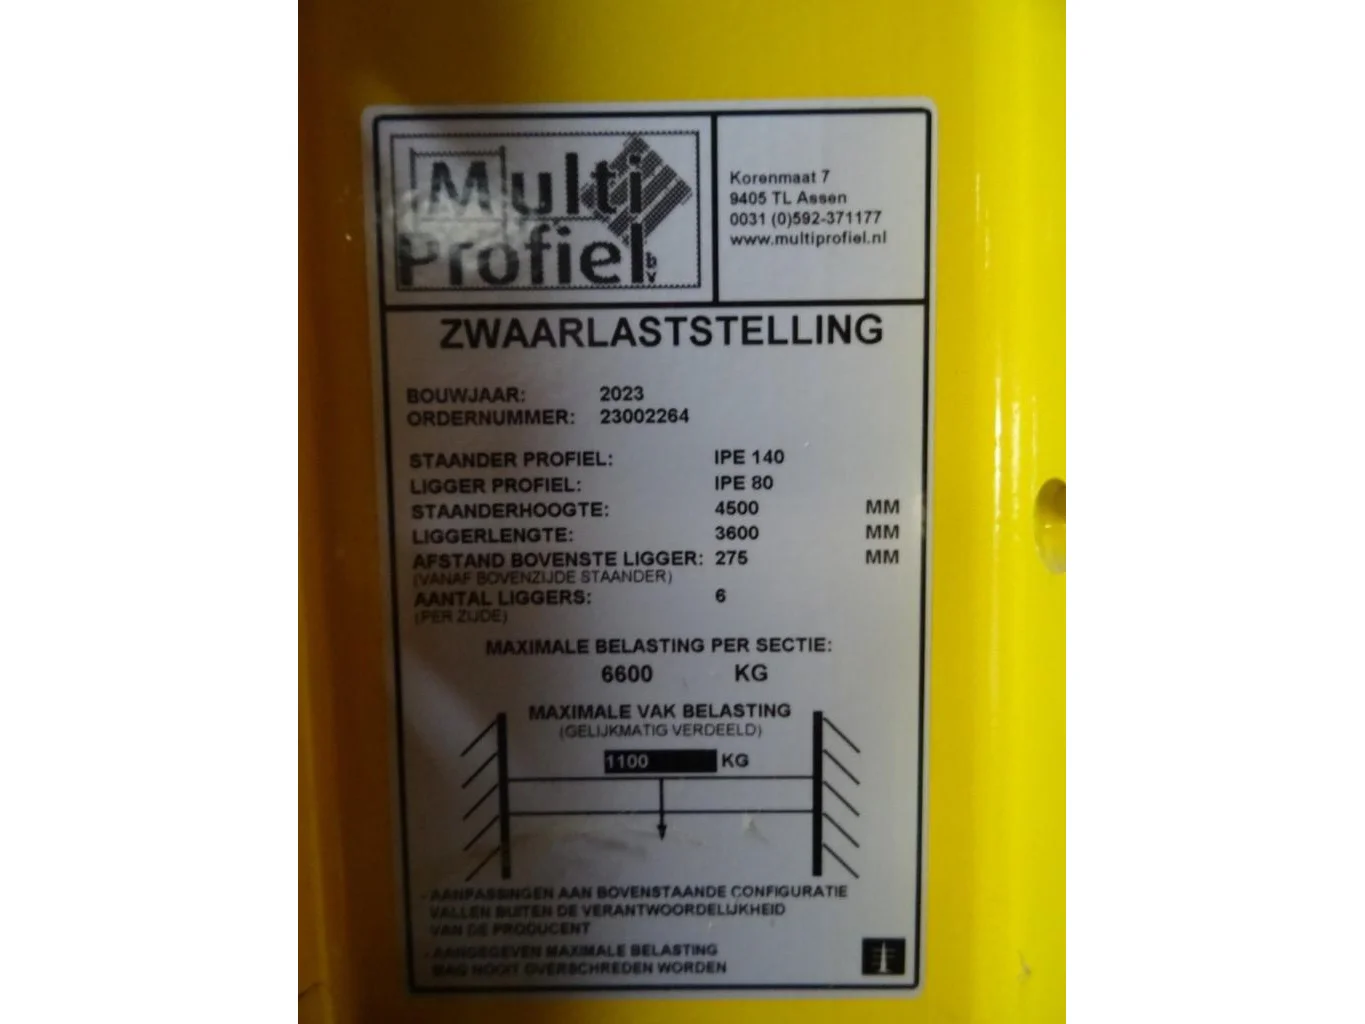 Multi
Profiel bv
Korenmaat 7
9405 TL Assen
0031 (0)592-371177
www.multiprofiel.nl
ZWAARLASTSTELLING
BOUWJAAR: 2023
ORDERNUMMER: 23002264
STAANDER PROFIEL: IPE 140
LIGGER PROFIEL: IPE 80
STAANDERHOOGTE: 4500 MM
LIGGERLENGTE: 3600 MM
AFSTAND BOVENSTE LIGGER: 275 MM
(VANAF BOVENZIJDE STAANDER)
AANTAL LIGGERS: 6
(PER ZIJDE)
MAXIMALE BELASTING PER SECTIE:
6600 KG
MAXIMALE VAK BELASTING
(GELIJKMATIG VERDEELD)
1100 KG
- AANPASSINGEN AAN BOVENSTAANDE CONFIGURATIE
VALLEN BUITEN DE VERANTWOORDELIJKHEID
VAN DE PRODUCENT
- AANGEGEVEN MAXIMALE BELASTING
MAG NOOIT OVERSCHREDEN WORDEN